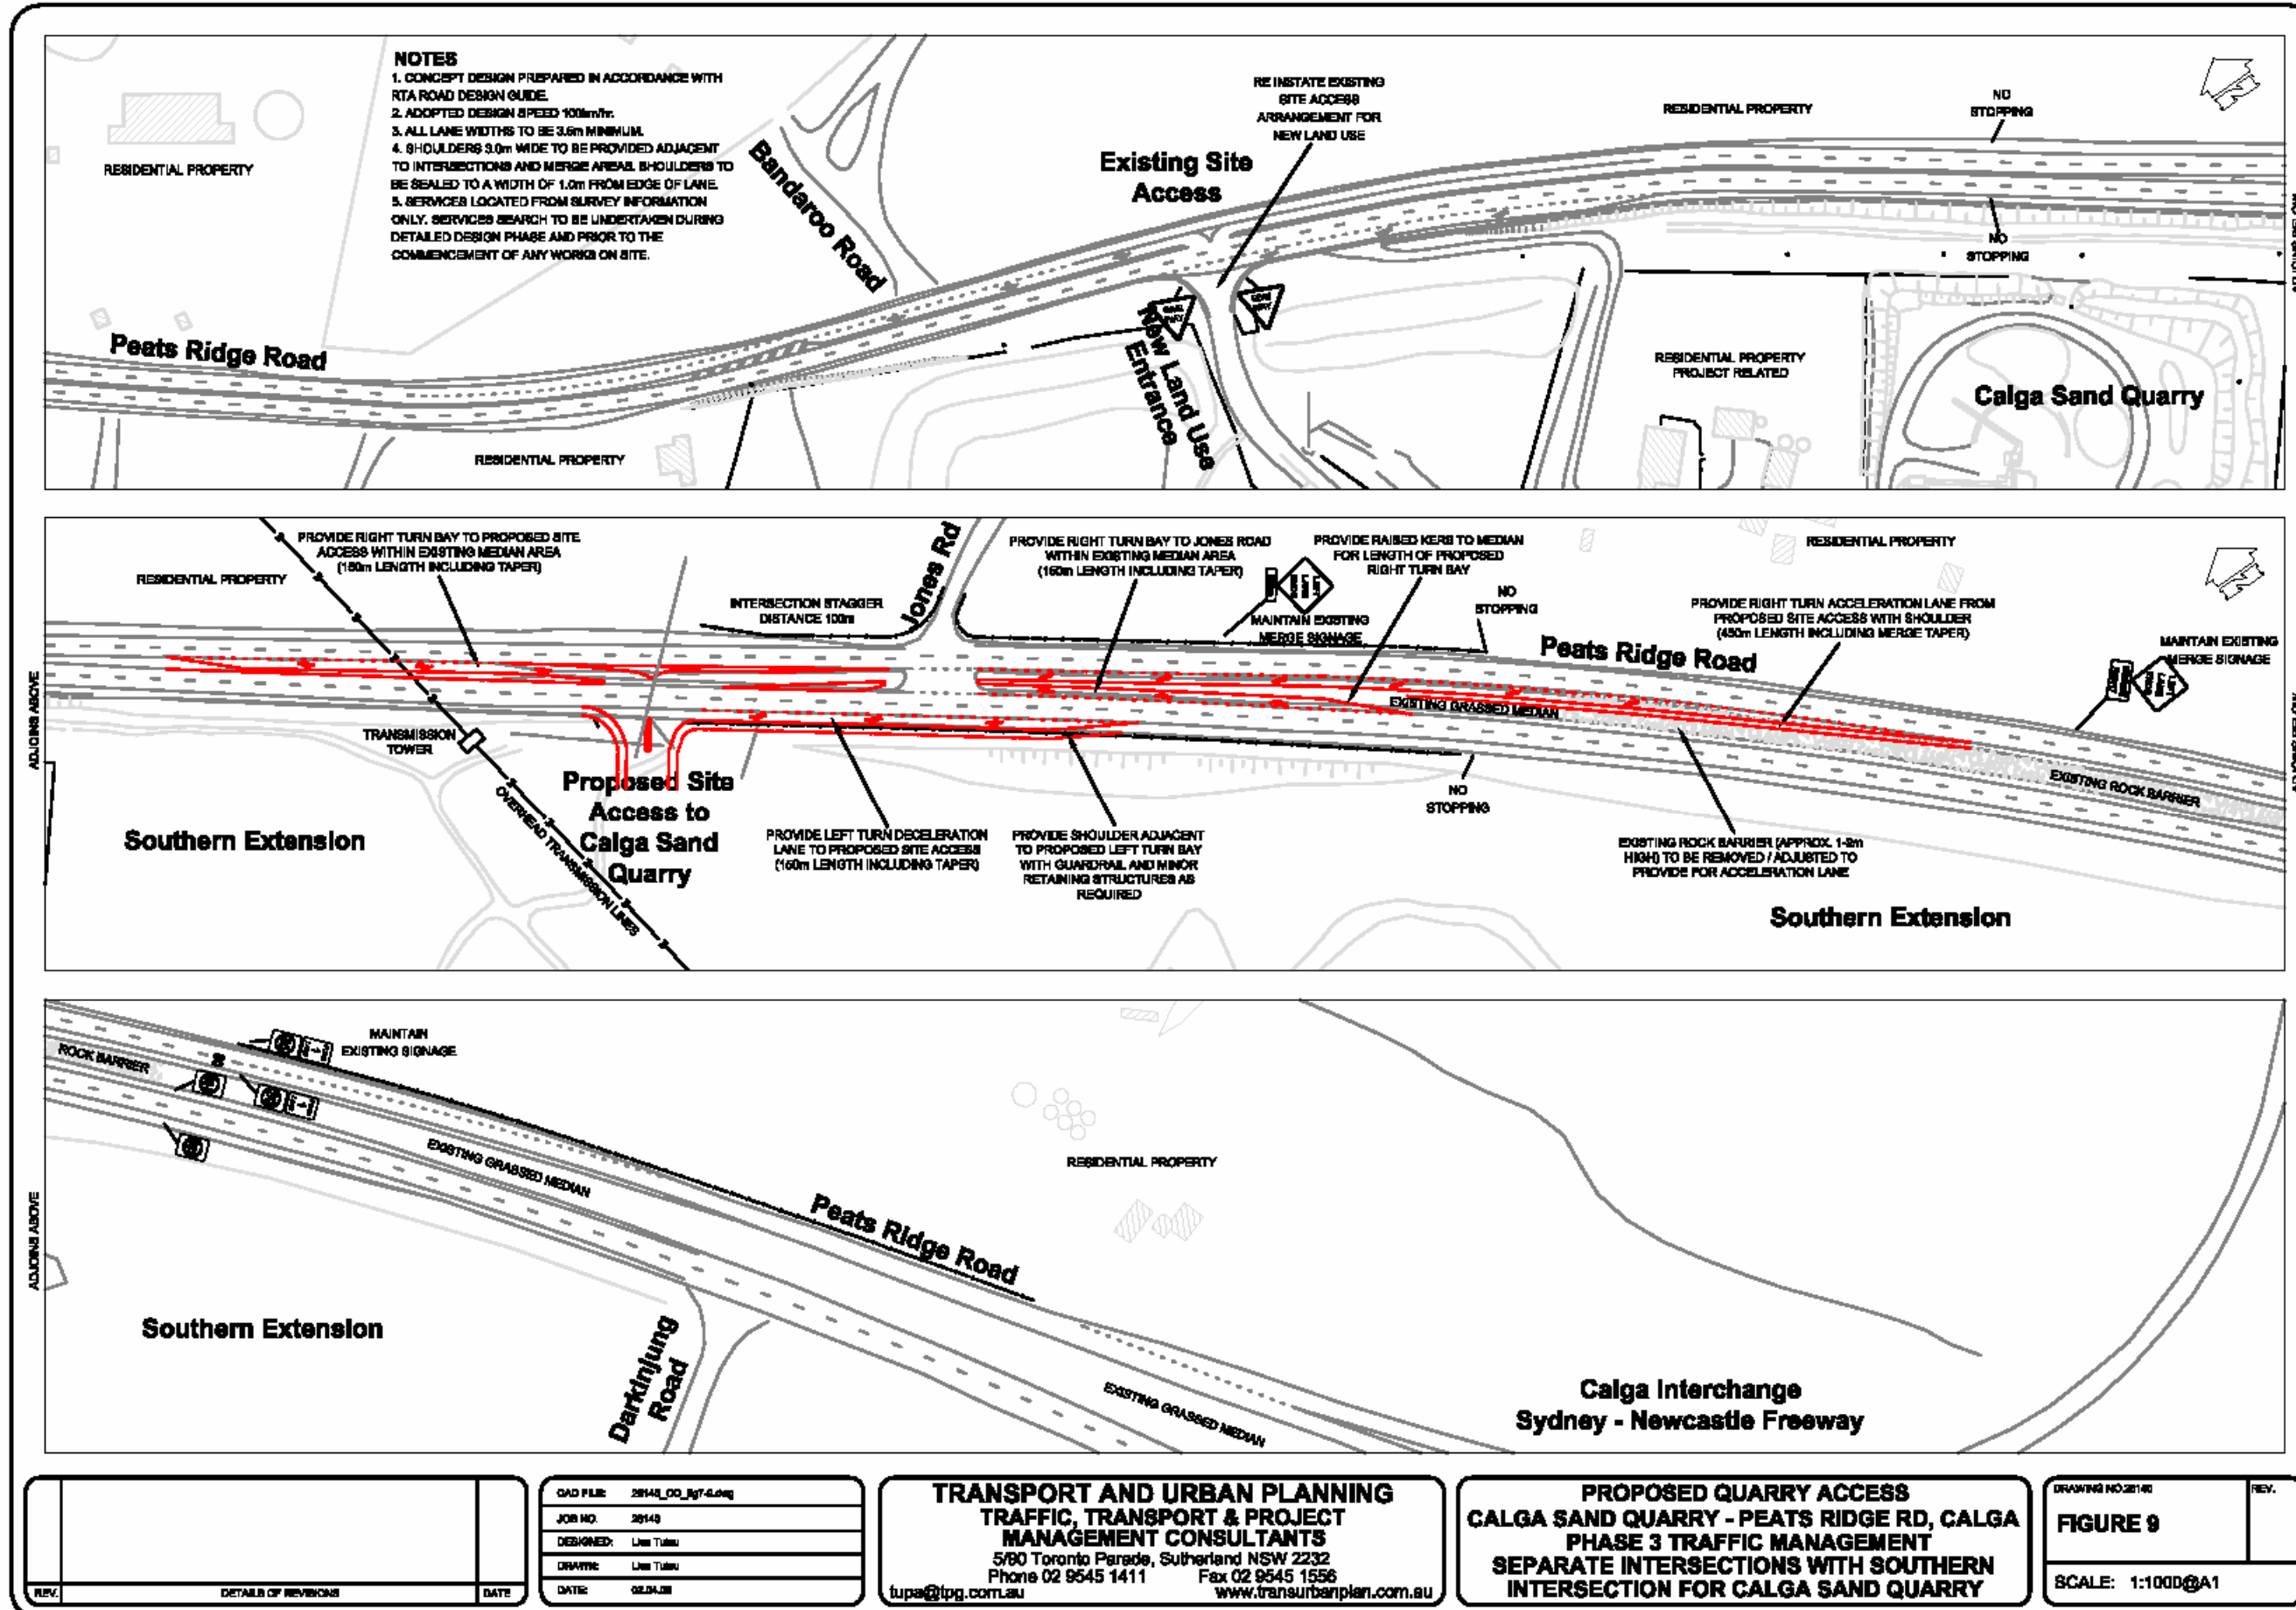 NOTES
1. CONCEPT DESIGN PREPARED IN ACCORDANCE WITH
RTA ROAD DESIGN GUIDE.
2. ADOPTED DESIGN SPEED 100km/hr.
3. ALL LANE WIDTHS TO BE 3.5m MINIMUM.
4. SHOULDERS 3.0m WIDE TO BE PROVIDED ADJACENT
TO INTERSECTIONS AND MERGE AREAS. SHOULDERS TO
BE SEALED TO A WIDTH OF 1.0m FROM EDGE OF LANE.
5. SERVICES LOCATED FROM SURVEY INFORMATION
ONLY. SERVICES SEARCH TO BE UNDERTAKEN DURING
DETAILED DESIGN PHASE AND PRIOR TO THE
COMMENCEMENT OF ANY WORKS ON SITE.
RESIDENTIAL PROPERTY
Bandaroo Road
Existing Site
Access
RE INSTATE EXISTING
SITE ACCESS
ARRANGEMENT FOR
NEW LAND USE
RESIDENTIAL PROPERTY
NO
STOPPING
NO
STOPPING
Peats Ridge Road
RESIDENTIAL PROPERTY
New Land Use
Entrance
RESIDENTIAL PROPERTY
PROJECT RELATED
Calga Sand Quarry
ADJOINS BELOW
PROVIDE RIGHT TURN BAY TO PROPOSED SITE
ACCESS WITHIN EXISTING MEDIAN AREA
RESIDENTIAL PROPERTY
INTERSECTION STAGGER
DISTANCE 100m
Jones Rd
PROVIDE RIGHT TURN BAY TO JONES ROAD
WITHIN EXISTING MEDIAN AREA
PROVIDE RAISED KERB TO MEDIAN
FOR LENGTH OF PROPOSED
RIGHT TURN BAY
MAINTAIN EXISTING
MERGE SIGNAGE
NO
STOPPING
RESIDENTIAL PROPERTY
PROVIDE RIGHT TURN ACCELERATION LANE FROM
PROPOSED SITE ACCESS WITH SHOULDER
(450m LENGTH INCLUDING MERGE TAPER)
Peats Ridge Road
MAINTAIN EXISTING
MERGE SIGNAGE
ADJOINS ABOVE
ADJOINS BELOW
EXISTING GRASSED MEDIAN
TRANSMISSION
TOWER
OVERHEAD TRANSMISSION LINES
Proposed Site
Access to
Calga Sand
Quarry
Southern Extension
PROVIDE LEFT TURN DECELERATION
LANE TO PROPOSED SITE ACCESS
PROVIDE SHOULDER ADJACENT
TO PROPOSED LEFT TURN BAY
WITH GUARDRAIL AND MINOR
RETAINING STRUCTURES AS
REQUIRED
NO
STOPPING
EXISTING ROCK BARRIER
EXISTING ROCK BARRIER (APPROX. 1-2m
HIGH) TO BE REMOVED / ADJUSTED TO
PROVIDE FOR ACCELERATION LANE
Southern Extension
ADJOINS ABOVE
ROCK BARRIER
MAINTAIN
EXISTING SIGNAGE
EXISTING GRASSED MEDIAN
Peats Ridge Road
RESIDENTIAL PROPERTY
Southern Extension
Darkinjung
Road
EXISTING GRASSED MEDIAN
Calga Interchange
Sydney - Newcastle Freeway
REV.
DETAILS OF REVISIONS
DATE
CAD FILE:
JOB NO.
DESIGNED:
DRAWN:
DATE:
TRANSPORT AND URBAN PLANNING
TRAFFIC, TRANSPORT & PROJECT
MANAGEMENT CONSULTANTS
5/90 Toronto Parade, Sutherland NSW 2232
Phone 02 9545 1411 Fax 02 9545 1556
tupa@tpg.com.au www.transurbanplan.com.au
PROPOSED QUARRY ACCESS
CALGA SAND QUARRY - PEATS RIDGE RD, CALGA
PHASE 3 TRAFFIC MANAGEMENT
SEPARATE INTERSECTIONS WITH SOUTHERN
INTERSECTION FOR CALGA SAND QUARRY
DRAWING NO.
REV.
FIGURE 9
SCALE: 1:1000@A1